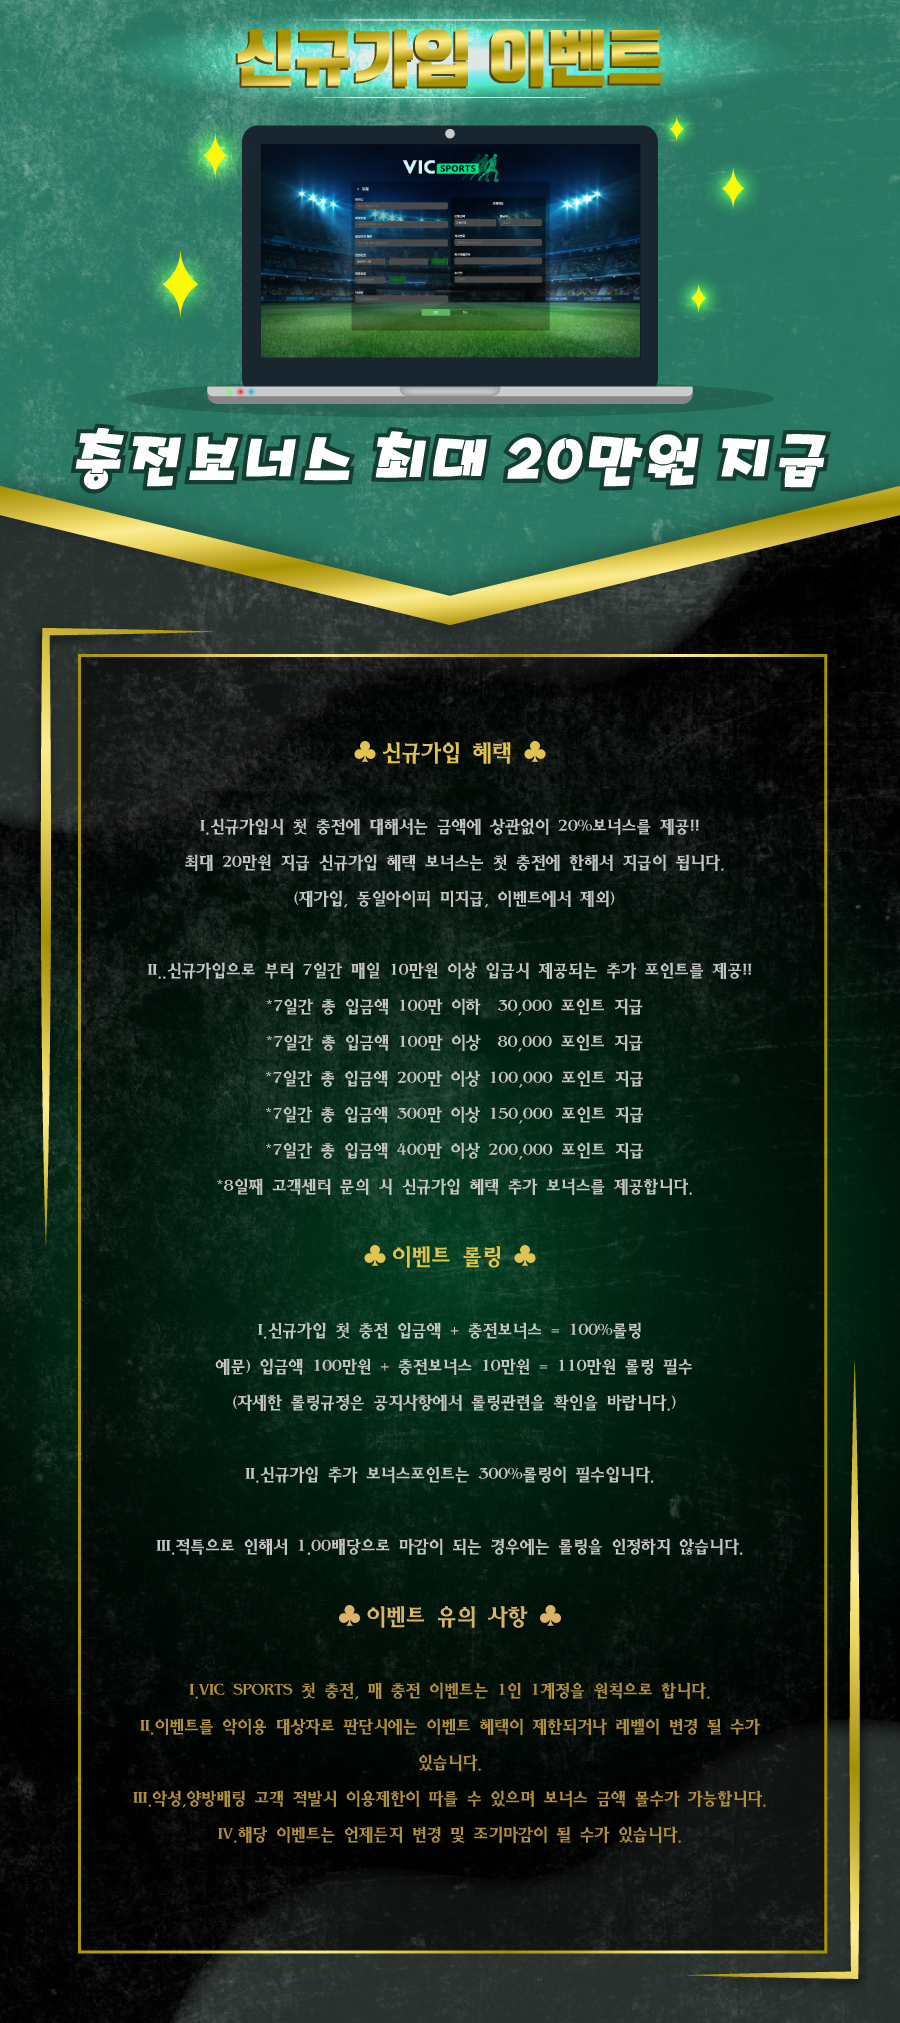 신규가입 이벤트
VIC SPORTS
충전보너스 최대 20만원 지급
♣ 신규가입 혜택 ♣
I.신규가입시 첫 충전에 대해서는 금액에 상관없이 20%보너스를 제공!!
최대 20만원 지급 신규가입 혜택 보너스는 첫 충전에 한해서 지급이 됩니다.
(재가입, 동일아이피 미지급, 이벤트에서 제외)
II..신규가입으로 부터 7일간 매일 10만원 이상 입금시 제공되는 추가 포인트를 제공!!
*7일간 총 입금액 100만 이하 30,000 포인트 지급
*7일간 총 입금액 100만 이상 80,000 포인트 지급
*7일간 총 입금액 200만 이상 100,000 포인트 지급
*7일간 총 입금액 300만 이상 150,000 포인트 지급
*7일간 총 입금액 400만 이상 200,000 포인트 지급
*8일째 고객센터 문의 시 신규가입 혜택 추가 보너스를 제공합니다.
♣ 이벤트 롤링 ♣
I.신규가입 첫 충전 입금액 + 충전보너스 = 100%롤링
예문) 입금액 100만원 + 충전보너스 10만원 = 110만원 롤링 필수
(자세한 롤링규정은 공지사항에서 롤링관련을 확인을 바랍니다.)
II.신규가입 추가 보너스포인트는 300%롤링이 필수입니다.
III.적특으로 인해서 1.00배당으로 마감이 되는 경우에는 롤링을 인정하지 않습니다.
♣ 이벤트 유의 사항 ♣
I.VIC SPORTS 첫 충전, 매 충전 이벤트는 1인 1계정을 원칙으로 합니다.
II.이벤트를 악이용 대상자로 판단시에는 이벤트 혜택이 제한되거나 레벨이 변경 될 수가
있습니다.
III.악성,양방배팅 고객 적발시 이용제한이 따를 수 있으며 보너스 금액 몰수가 가능합니다.
IV.해당 이벤트는 언제든지 변경 및 조기마감이 될 수가 있습니다.